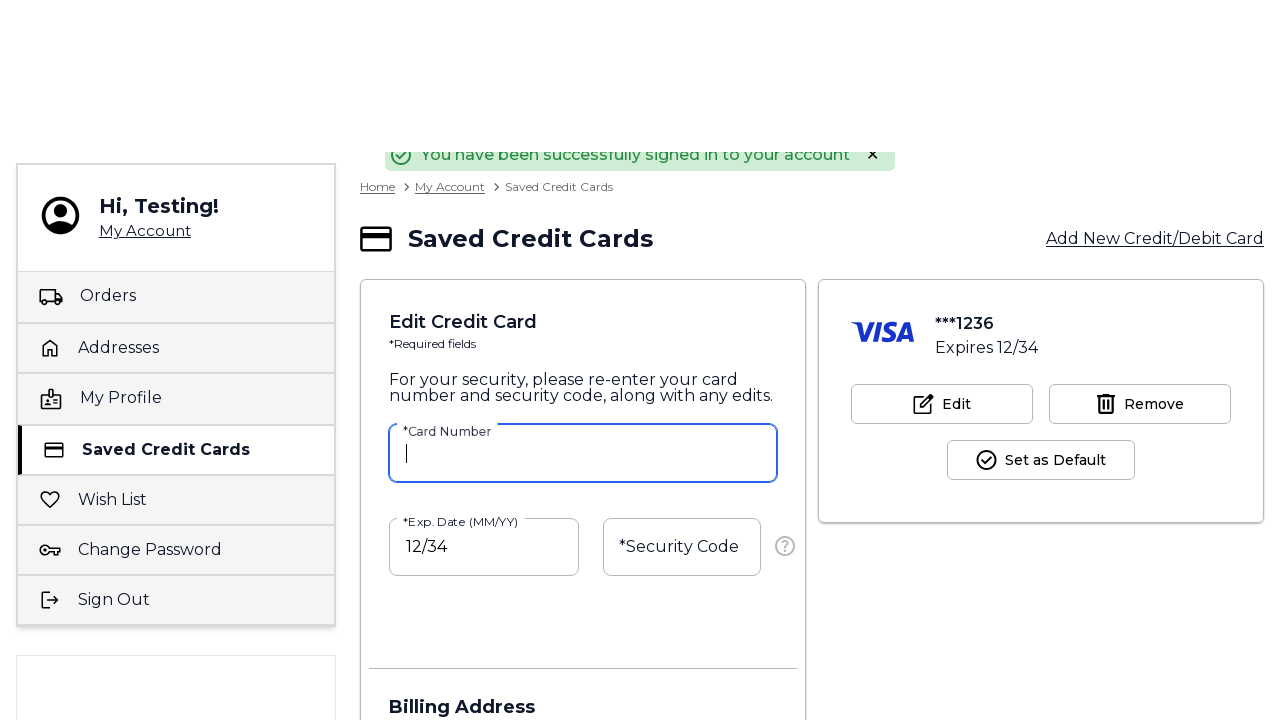 You have been successfully signed in to your account ×
Home > My Account > Saved Credit Cards
Hi, Testing!
My Account
Orders
Addresses
My Profile
Saved Credit Cards
Wish List
Change Password
Sign Out
Saved Credit Cards
Add New Credit/Debit Card
Edit Credit Card
*Required fields
For your security, please re-enter your card
number and security code, along with any edits.
*Card Number
*Exp. Date (MM/YY)
12/34
*Security Code
?
Billing Address
VISA
***1236
Expires 12/34
Edit
Remove
Set as Default